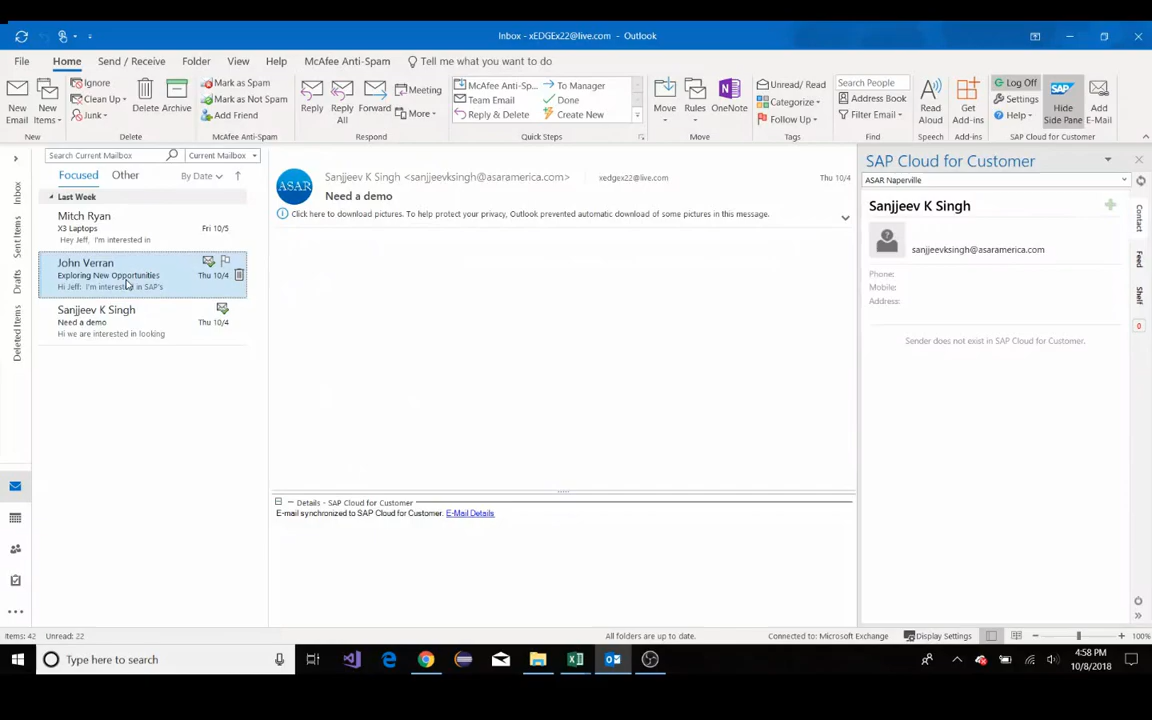 Inbox - xEDGEx22@live.com - Outlook
File Home Send / Receive Folder View Help McAfee Anti-Spam Tell me what you want to do
New Email
New Items
New
Ignore
Clean Up
Junk
Delete
Archive
Delete
Mark as Spam
Mark as Not Spam
Add Friend
McAfee Anti-Spam
Reply
Reply All
Forward
Meeting
More
Respond
McAfee Anti-Sp...
Team Email
Reply & Delete
To Manager
Done
Create New
Quick Steps
Move
Rules
OneNote
Move
Unread/ Read
Categorize
Follow Up
Tags
Search People
Address Book
Filter Email
Find
Read Aloud
Speech
Get Add-ins
Add-ins
Log Off
Settings
Help
SAP
Hide Side Pane
Add E-Mail
SAP Cloud for Customer
Search Current Mailbox
Current Mailbox
Focused Other By Date
Last Week
Mitch Ryan
X3 Laptops Fri 10/5
Hey Jeff, I'm interested in
John Verran
Exploring New Opportunities Thu 10/4
Hi Jeff: I'm interested in SAP's
Sanjjeev K Singh
Need a demo Thu 10/4
Hi we are interested in looking
Inbox
Sent Items
Drafts
Deleted Items
ASAR
Sanjjeev K Singh <sanjjeevksingh@asaramerica.com> xedgex22@live.com Thu 10/4
Need a demo
Click here to download pictures. To help protect your privacy, Outlook prevented automatic download of some pictures in this message.
Details - SAP Cloud for Customer
E-mail synchronized to SAP Cloud for Customer. E-Mail Details
SAP Cloud for Customer
ASAR Naperville
Sanjjeev K Singh
sanjjeevksingh@asaramerica.com
Phone:
Mobile:
Address:
Sender does not exist in SAP Cloud for Customer.
Contact
Feed
Shelf
0
Items: 42 Unread: 22 All folders are up to date. Connected to: Microsoft Exchange Display Settings 100%
Type here to search
4:58 PM
10/8/2018